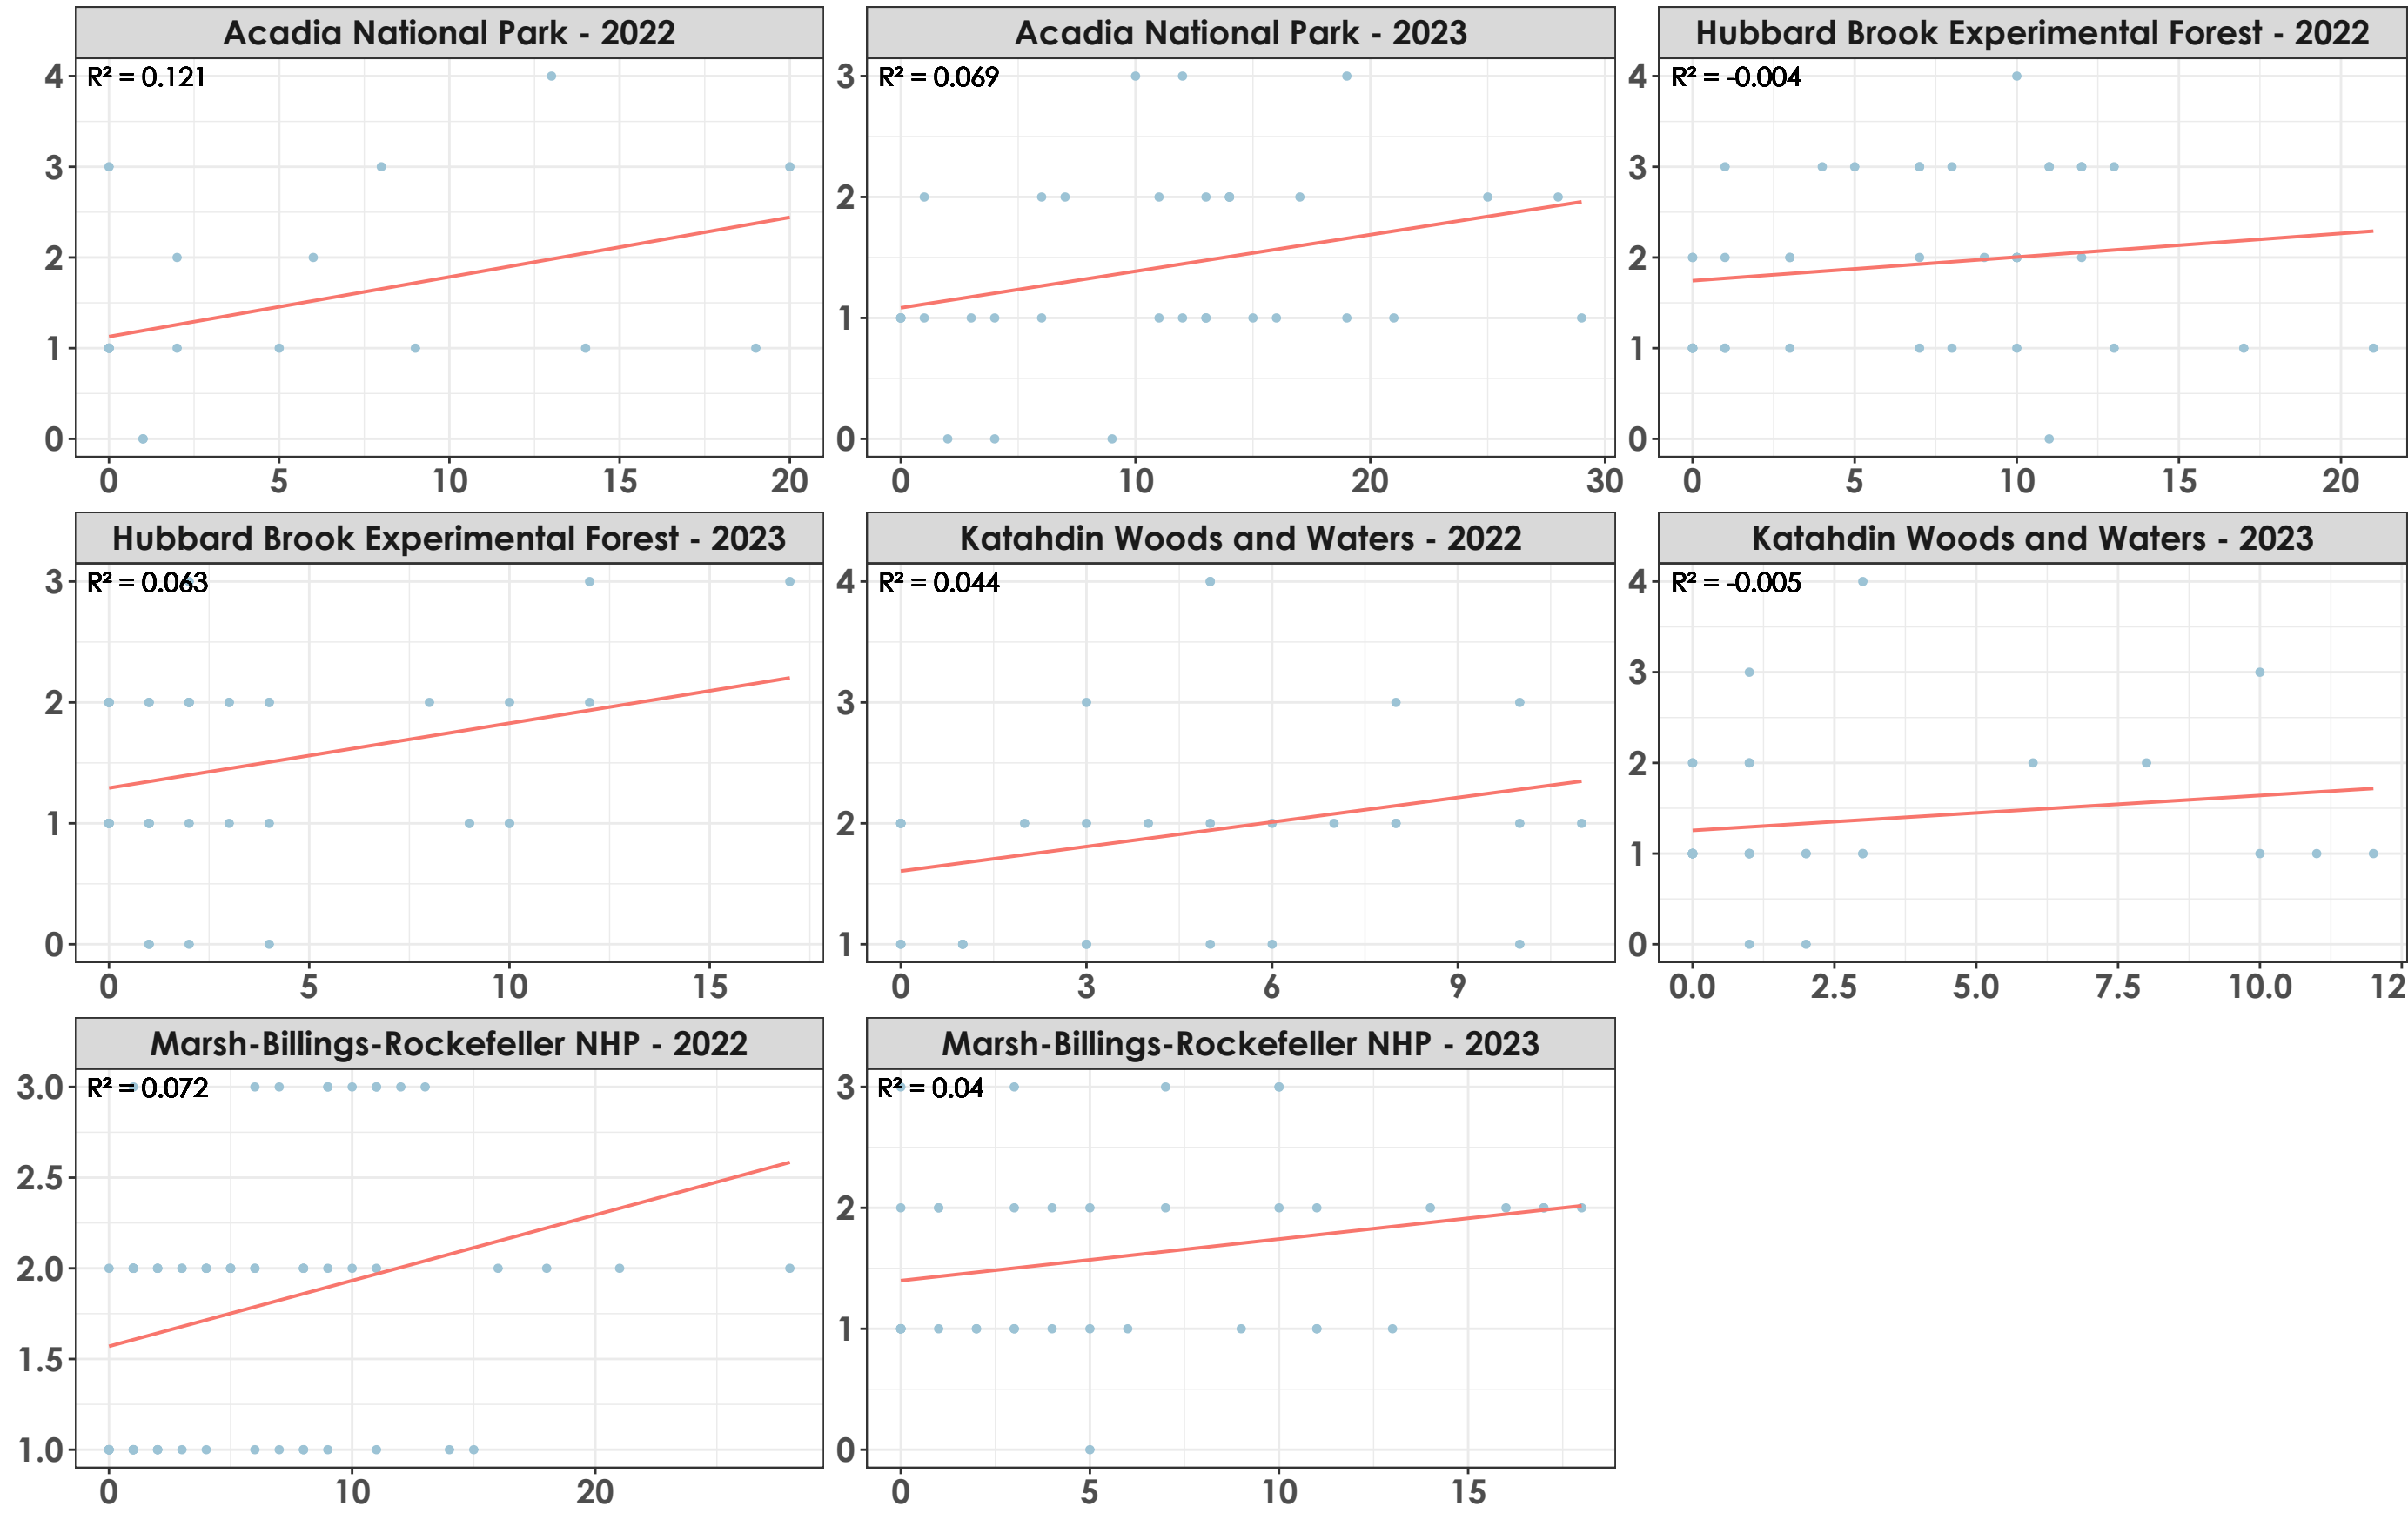 Acadia National Park - 2022
R² = 0.121
4
3
2
1
0
0 5 10 15 20
Acadia National Park - 2023
R² = 0.069
3
2
1
0
0 10 20 30
Hubbard Brook Experimental Forest - 2022
R² = -0.004
4
3
2
1
0
0 5 10 15 20
Hubbard Brook Experimental Forest - 2023
R² = 0.063
3
2
1
0
0 5 10 15
Katahdin Woods and Waters - 2022
R² = 0.044
4
3
2
1
0 3 6 9
Katahdin Woods and Waters - 2023
R² = -0.005
4
3
2
1
0
0.0 2.5 5.0 7.5 10.0 12
Marsh-Billings-Rockefeller NHP - 2022
R² = 0.072
3.0
2.5
2.0
1.5
1.0
0 10 20
Marsh-Billings-Rockefeller NHP - 2023
R² = 0.04
3
2
1
0
0 5 10 15